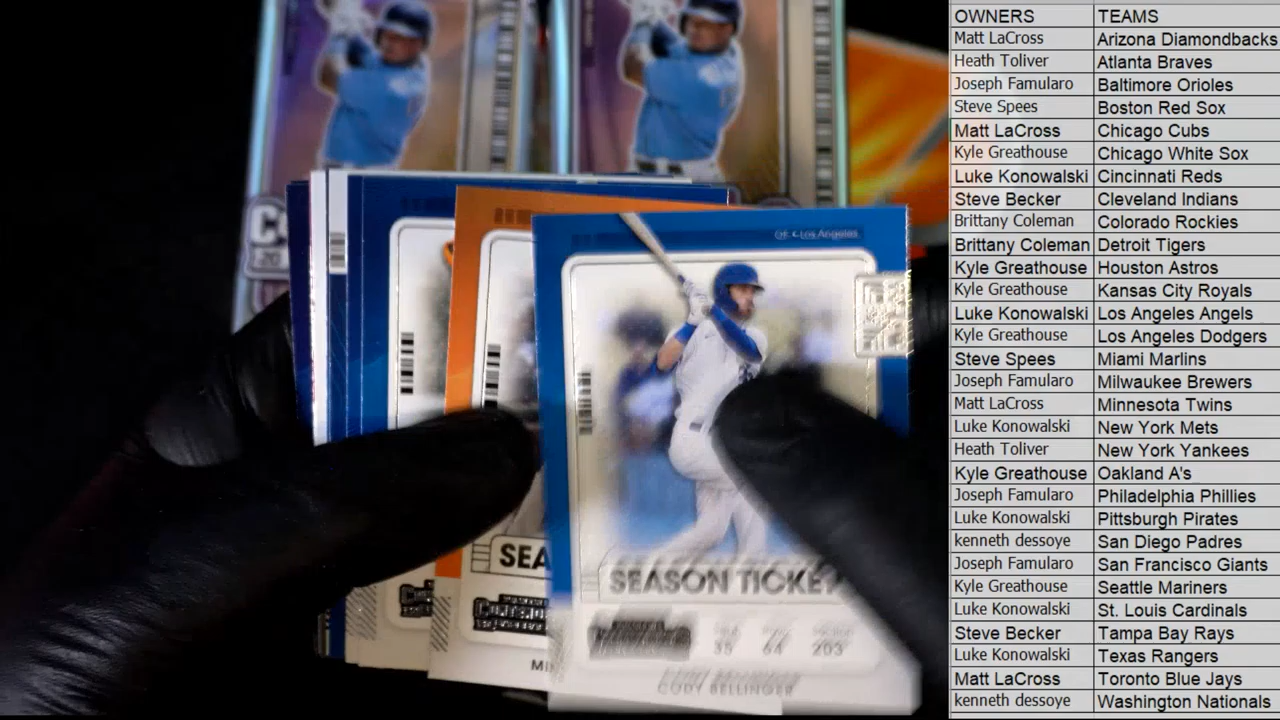 OWNERS TEAMS
Matt LaCross Arizona Diamondbacks
Heath Toliver Atlanta Braves
Joseph Famularo Baltimore Orioles
Steve Spees Boston Red Sox
Matt LaCross Chicago Cubs
Kyle Greathouse Chicago White Sox
Luke Konowalski Cincinnati Reds
Steve Becker Cleveland Indians
Brittany Coleman Colorado Rockies
Brittany Coleman Detroit Tigers
Kyle Greathouse Houston Astros
Kyle Greathouse Kansas City Royals
Luke Konowalski Los Angeles Angels
Kyle Greathouse Los Angeles Dodgers
Steve Spees Miami Marlins
Joseph Famularo Milwaukee Brewers
Matt LaCross Minnesota Twins
Luke Konowalski New York Mets
Heath Toliver New York Yankees
Kyle Greathouse Oakland A's
Joseph Famularo Philadelphia Phillies
Luke Konowalski Pittsburgh Pirates
kenneth dessoye San Diego Padres
Joseph Famularo San Francisco Giants
Kyle Greathouse Seattle Mariners
Luke Konowalski St. Louis Cardinals
Steve Becker Tampa Bay Rays
Luke Konowalski Texas Rangers
Matt LaCross Toronto Blue Jays
kenneth dessoye Washington Nationals
OF • Los Angeles
SEASON TICKET
35 64 203
CODY BELLINGER
SEA
MI